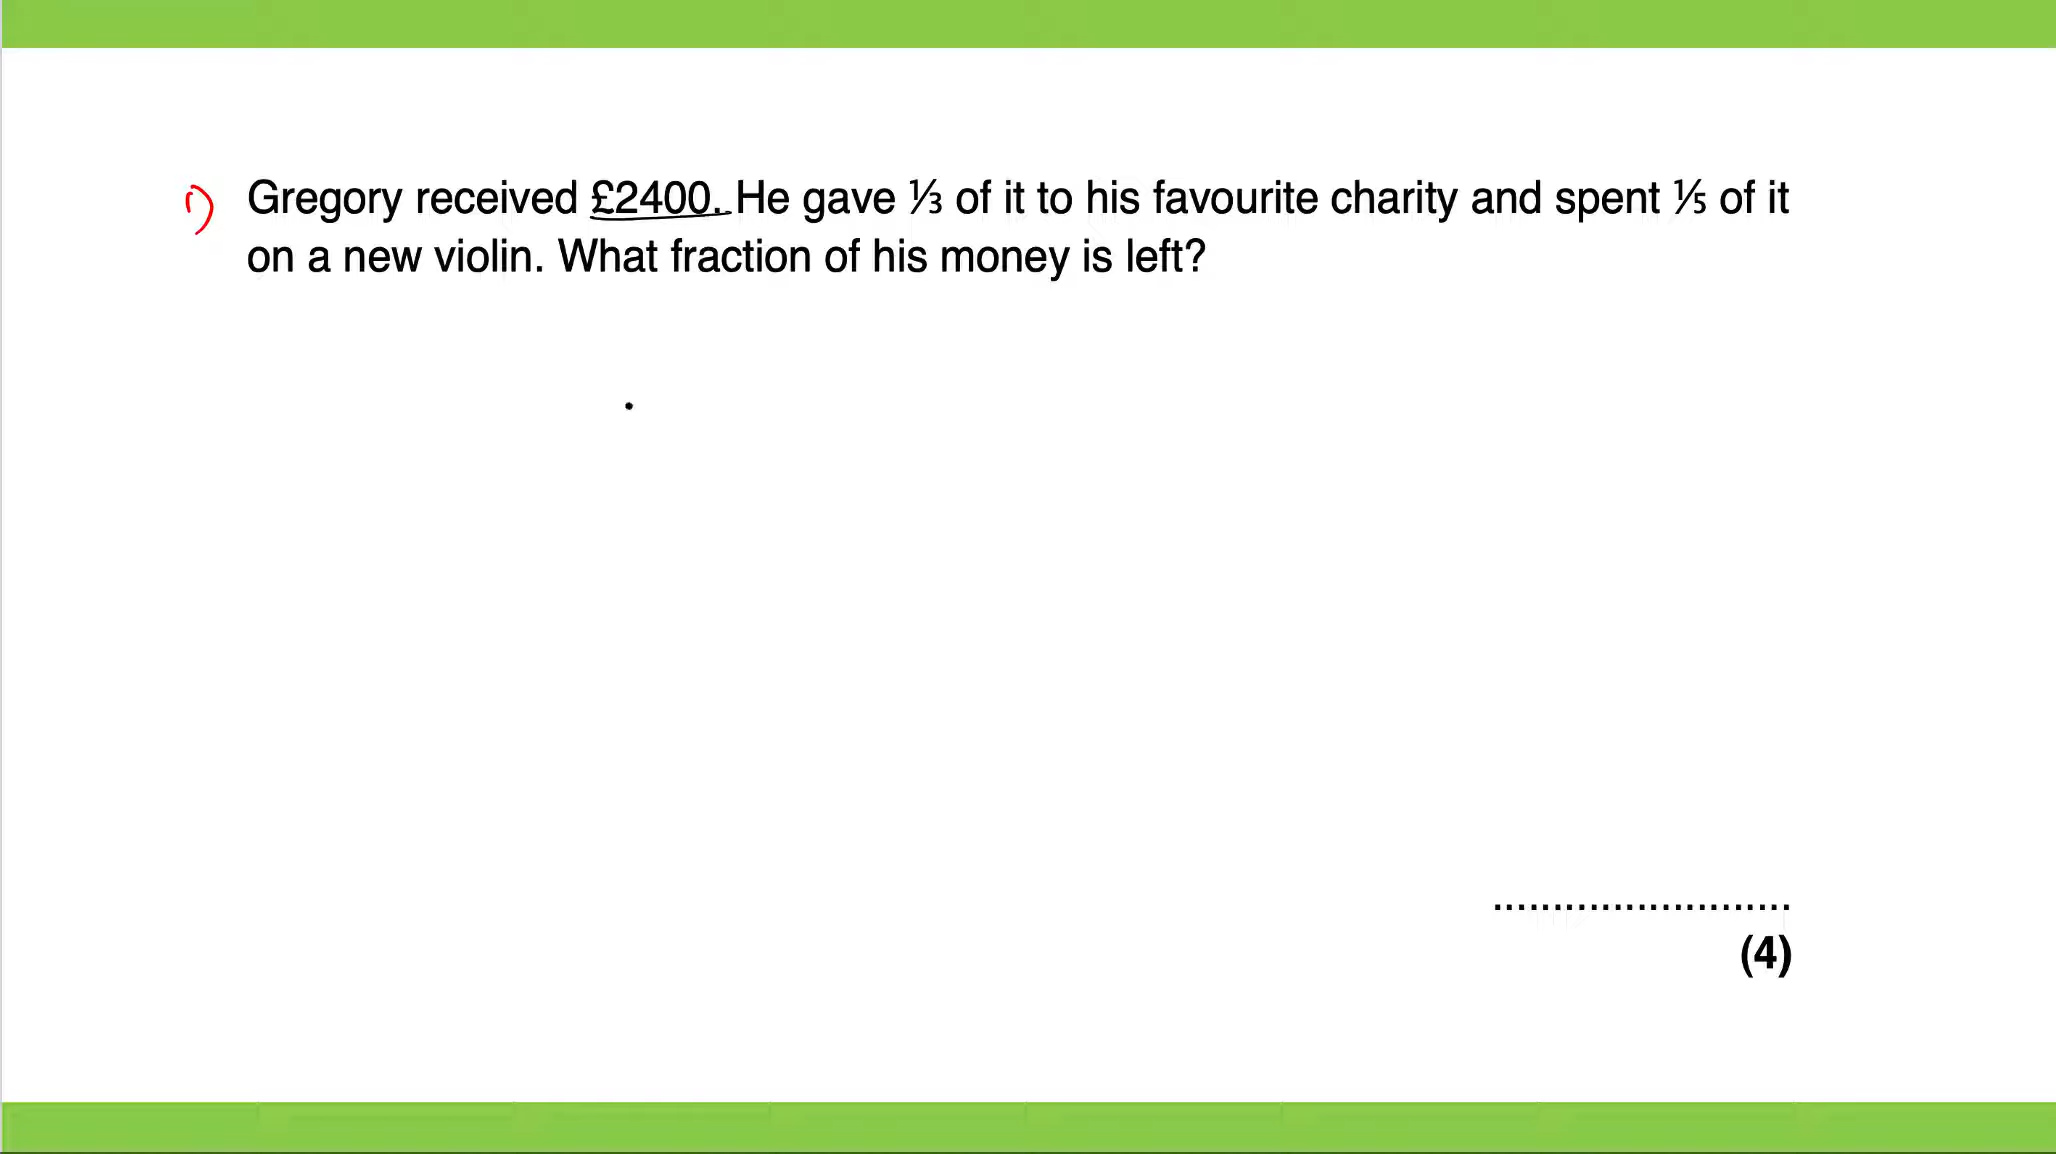 1) Gregory received £2400. He gave ⅓ of it to his favourite charity and spent ⅕ of it
on a new violin. What fraction of his money is left?
.........................
(4)